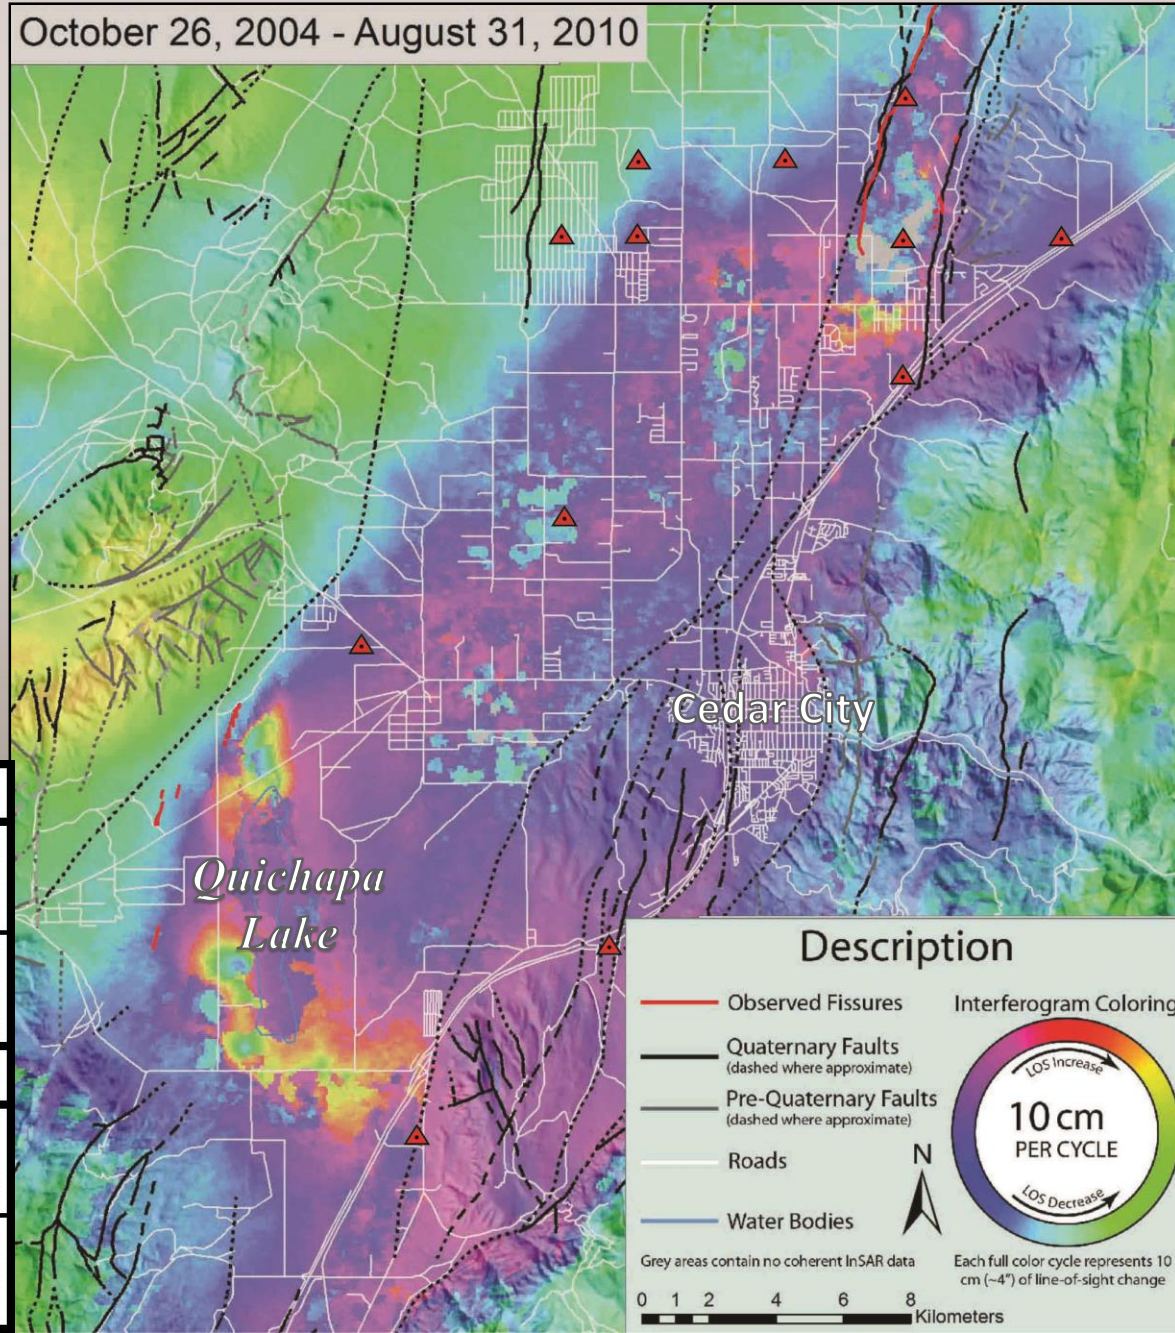 October 26, 2004 - August 31, 2010
Cedar City
Quichapa
Lake
Description
Observed Fissures
Quaternary Faults
(dashed where approximate)
Pre-Quaternary Faults
(dashed where approximate)
Roads
Water Bodies
Grey areas contain no coherent InSAR data
0 1 2 4 6 8
Kilometers
N
Interferogram Coloring
LOS Increase
10 cm
PER CYCLE
LOS Decrease
Each full color cycle represents 10
cm (~4") of line-of-sight change